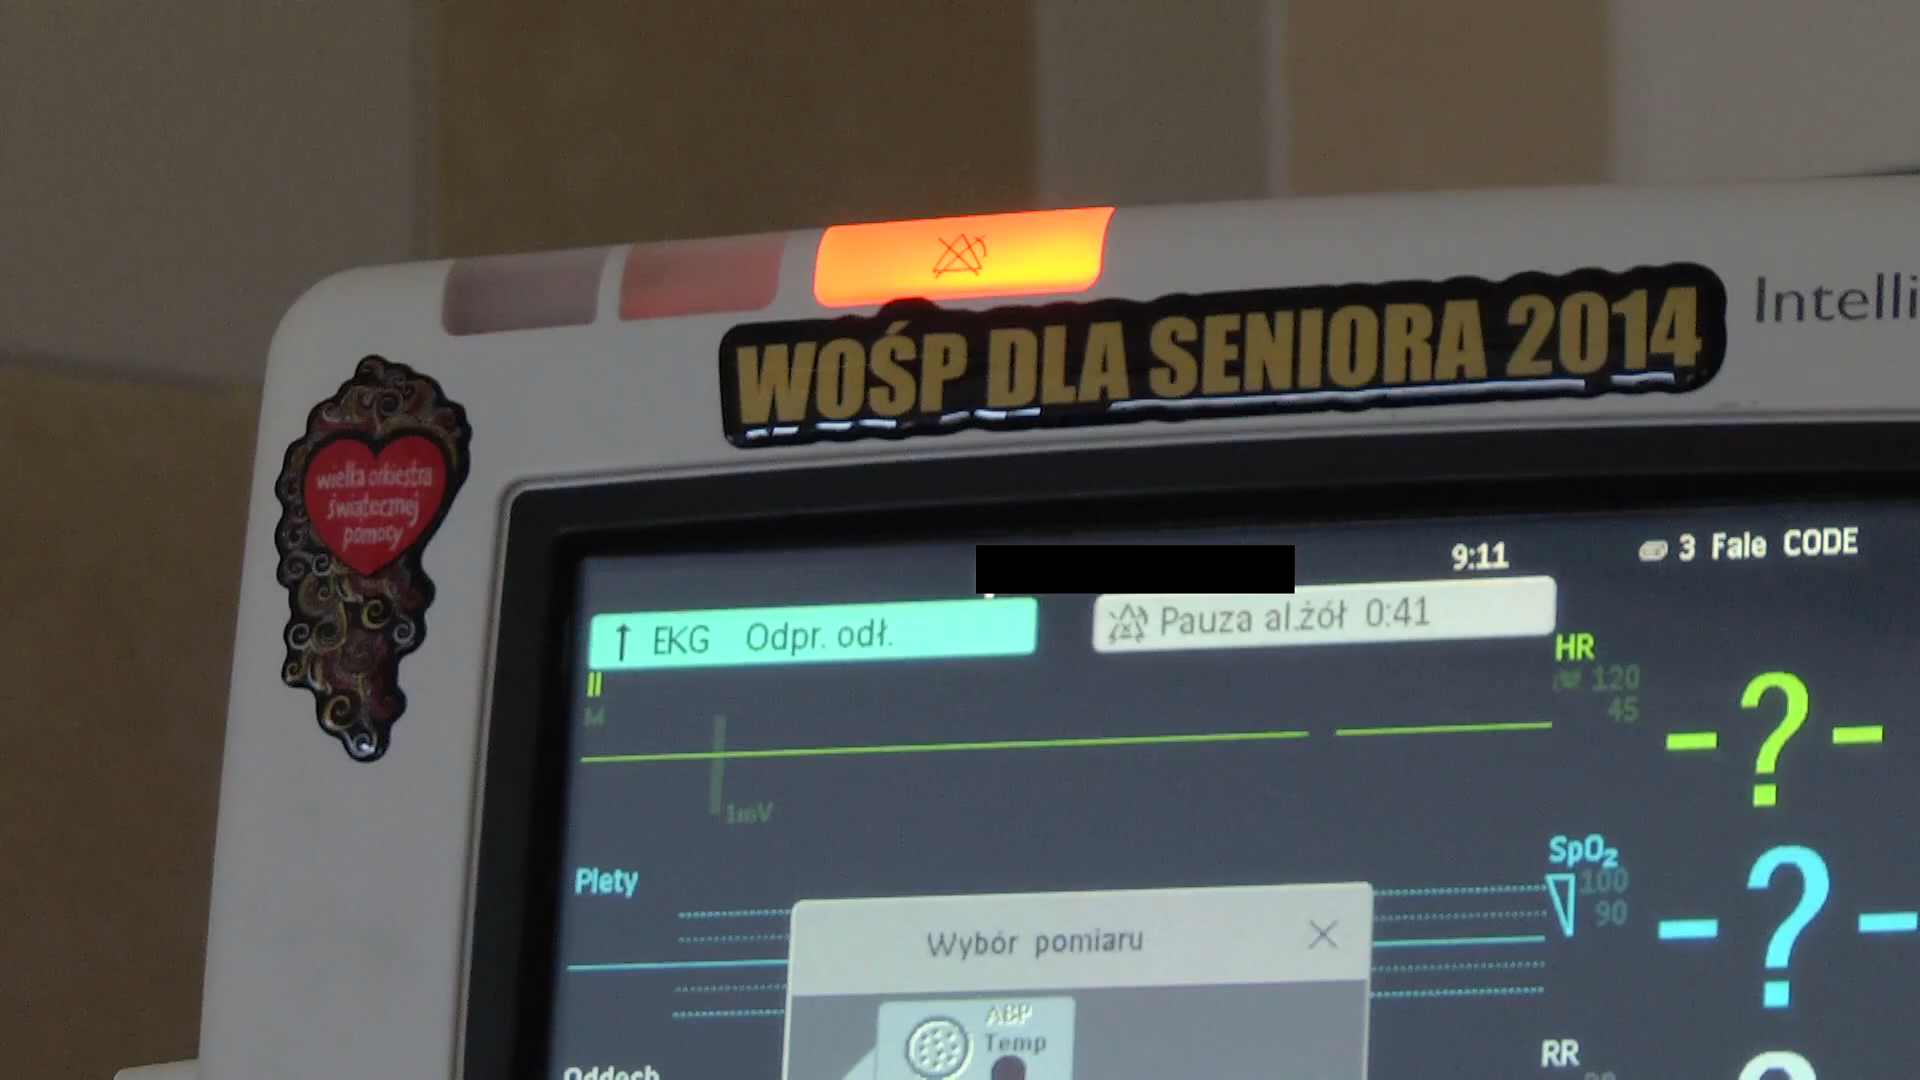 WOŚP DLA SENIORA 2014
Intelli
wielka orkiestra
świątecznej
pomocy
9:11
3 Fale CODE
EKG Odpr. odł.
Pauza al.żół 0:41
II
M
HR
120
45
-?-
1mV
Plety
SpO₂
100
90
-?-
Wybór pomiaru
ABP
Temp
Oddech
RR